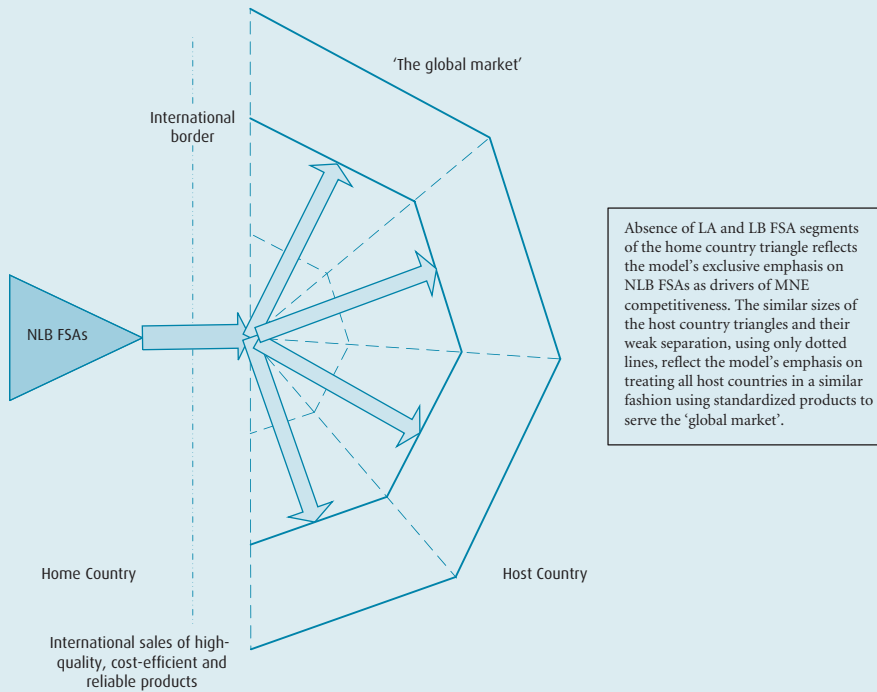 ‘The global market’
International
border
NLB FSAs
Absence of LA and LB FSA segments
of the home country triangle reflects
the model’s exclusive emphasis on
NLB FSAs as drivers of MNE
competitiveness. The similar sizes of
the host country triangles and their
weak separation, using only dotted
lines, reflect the model’s emphasis on
treating all host countries in a similar
fashion using standardized products to
serve the ‘global market’.
Home Country
Host Country
International sales of high-
quality, cost-efficient and
reliable products